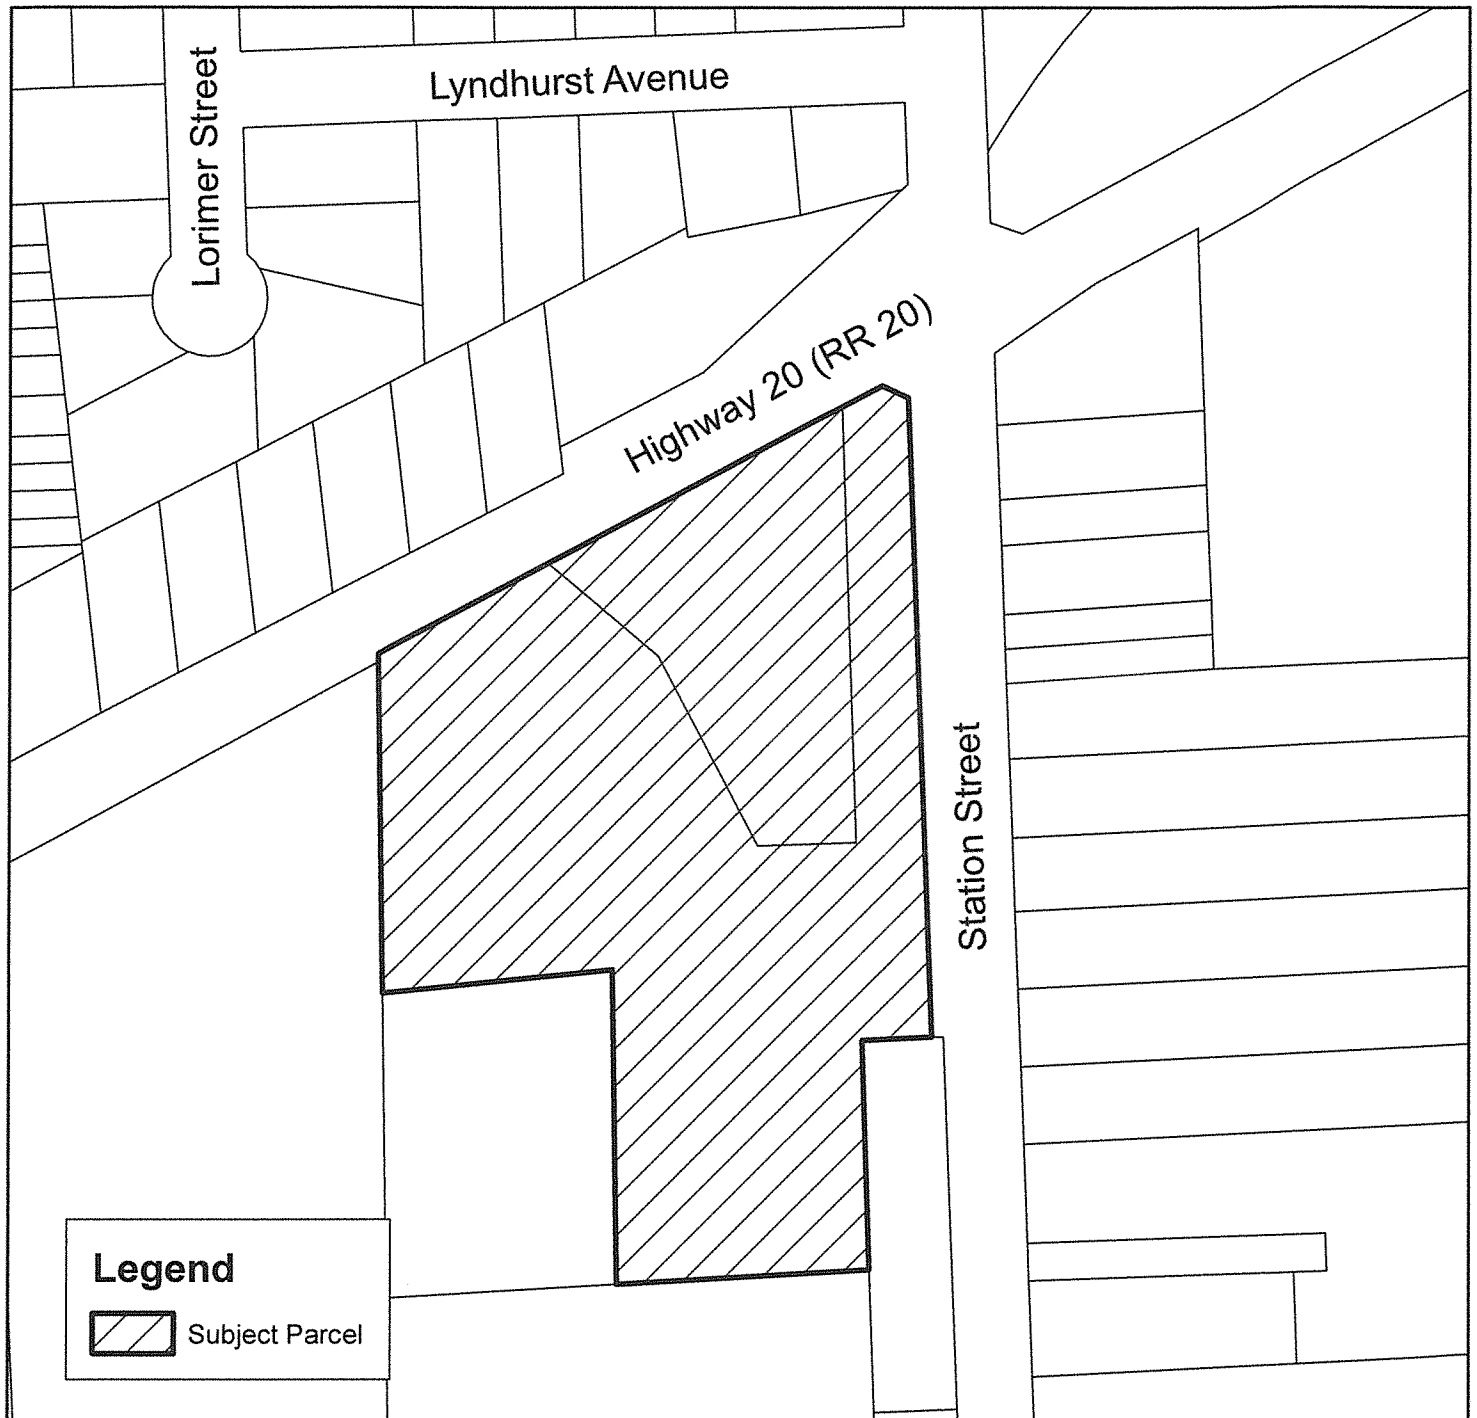 Lyndhurst Avenue
Lorimer Street
Highway 20 (RR 20)
Station Street
Legend
Subject Parcel